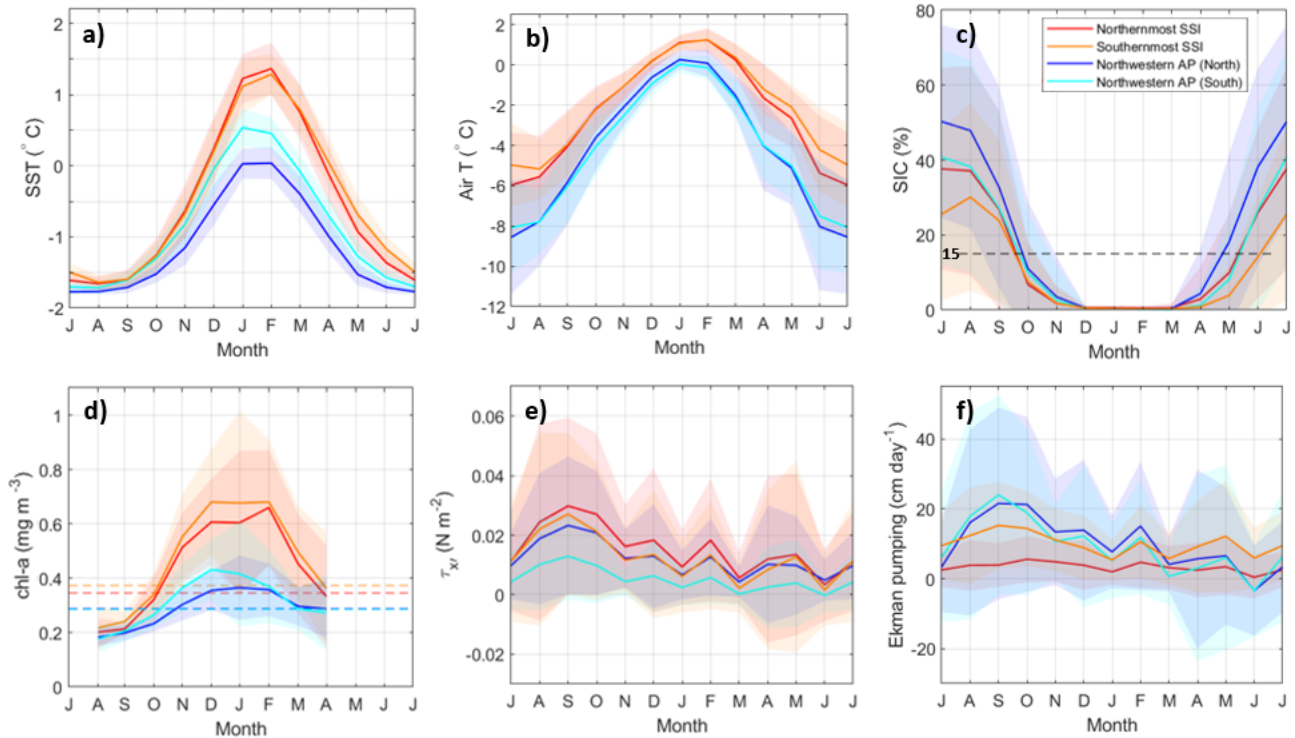 a)
2
1
0
-1
-2
SST (° C)
J A S O N D J F M A M J J
Month
b)
2
0
-2
-4
-6
-8
-10
-12
Air T (° C)
J A S O N D J F M A M J J
Month
c)
80
60
40
20
15
0
SIC (%)
Northernmost SSI
Southernmost SSI
Northwestern AP (North)
Northwestern AP (South)
J A S O N D J F M A M J J
Month
d)
1
0.8
0.6
0.4
0.2
0
chl-a (mg m⁻³)
J A S O N D J F M A M J J
Month
e)
0.06
0.04
0.02
0
-0.02
(N m⁻²)
J A S O N D J F M A M J J
Month
f)
40
20
0
-20
Ekman pumping (cm day⁻¹)
J A S O N D J F M A M J J
Month